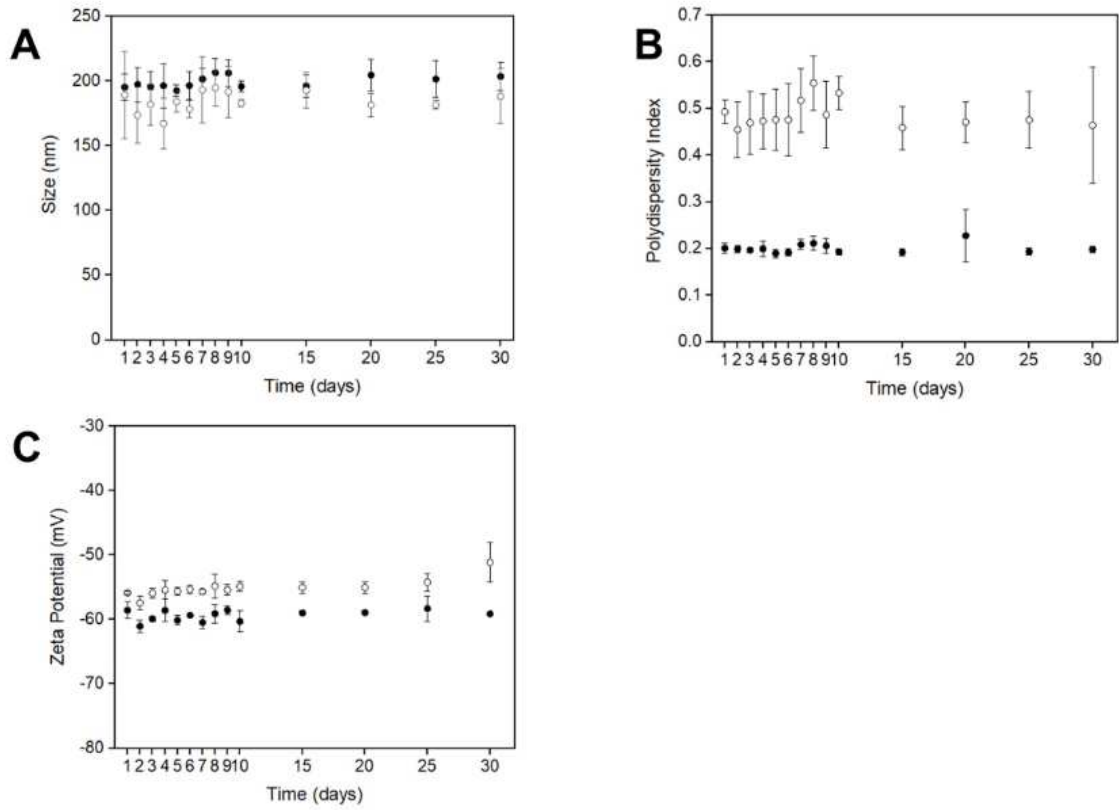 A
250
200
150
100
50
0
Size (nm)
1 2 3 4 5 6 7 8 9 10 15 20 25 30
Time (days)
B
0.7
0.6
0.5
0.4
0.3
0.2
0.1
0.0
Polydispersity Index
1 2 3 4 5 6 7 8 9 10 15 20 25 30
Time (days)
C
-30
-40
-50
-60
-70
-80
Zeta Potential (mV)
1 2 3 4 5 6 7 8 9 10 15 20 25 30
Time (days)